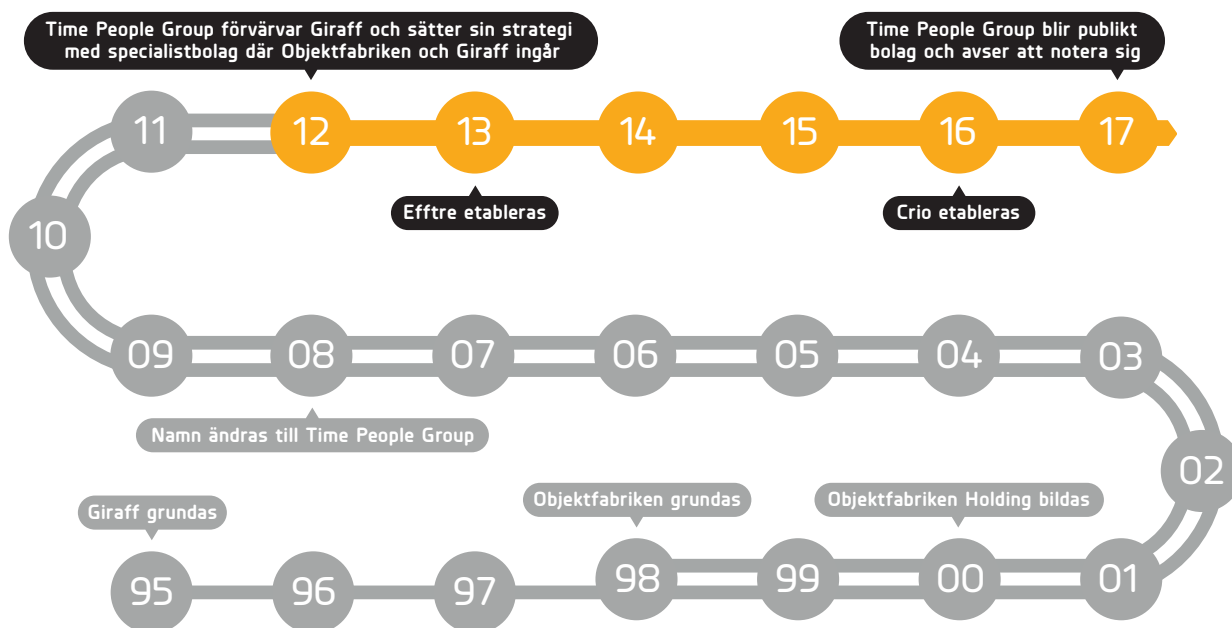 Time People Group förvärvar Giraff och sätter sin strategi
med specialistbolag där Objektfabriken och Giraff ingår
Time People Group blir publikt
bolag och avser att notera sig
11
12
13
14
15
16
17
Efftre etableras
Crio etableras
10
09
08
07
06
05
04
03
Namn ändras till Time People Group
02
Giraff grundas
Objektfabriken grundas
Objektfabriken Holding bildas
95
96
97
98
99
00
01